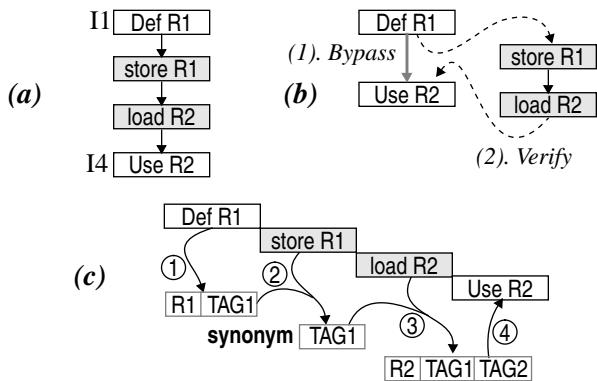 I1 Def R1
store R1
(a)
load R2
I4 Use R2
Def R1
(1). Bypass
store R1
(b)
Use R2
load R2
(2). Verify
Def R1
store R1
(c)
1
2
load R2
Use R2
R1 TAG1
synonym TAG1
3
4
R2 TAG1 TAG2